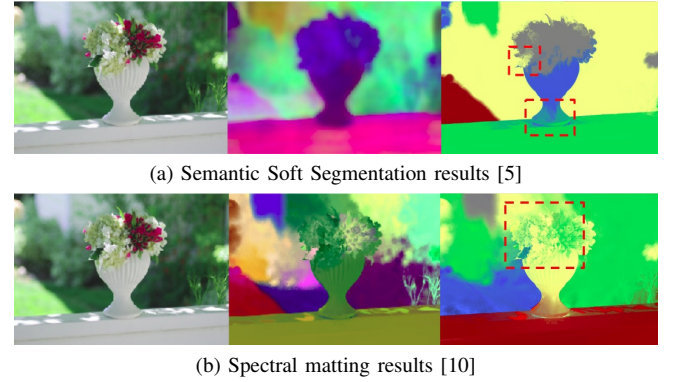 (a) Semantic Soft Segmentation results [5]
(b) Spectral matting results [10]